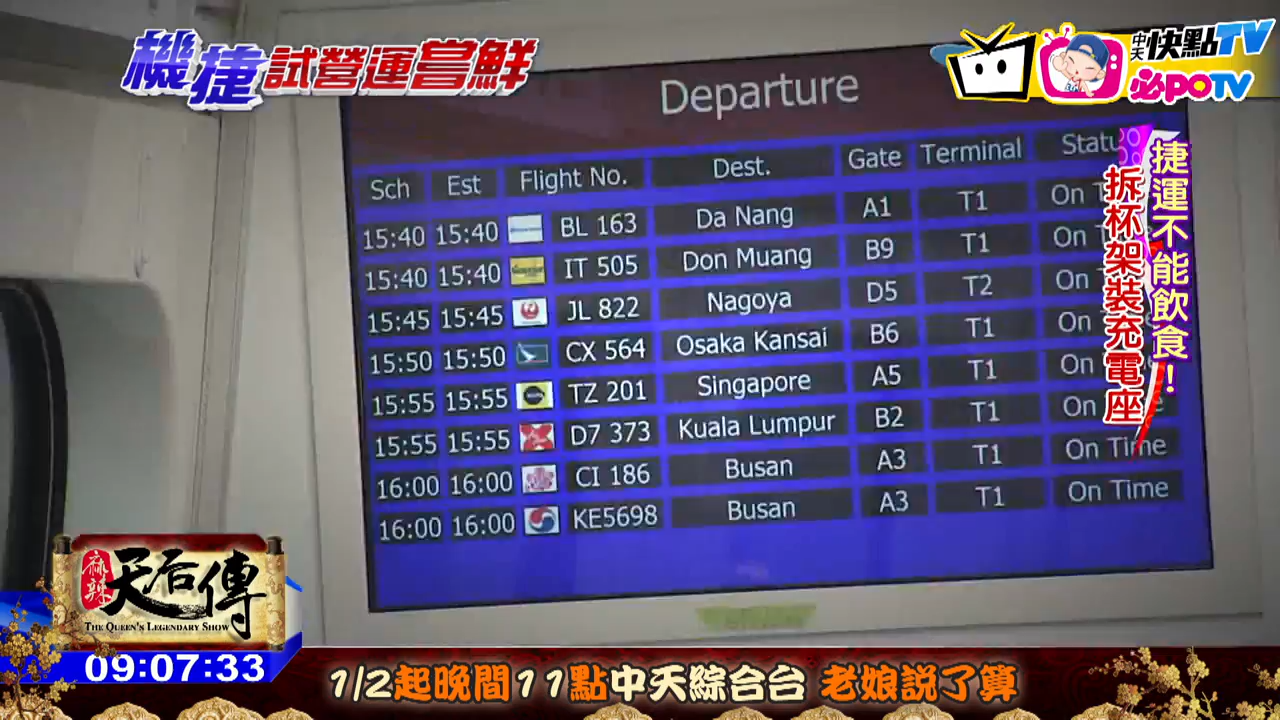 機捷試營運嘗鮮
中天快點TV
必POTV
Departure
Sch Est Flight No. Dest. Gate Terminal Statu
15:40 15:40 BL 163 Da Nang A1 T1 On T
15:40 15:40 IT 505 Don Muang B9 T1 On
15:45 15:45 JL 822 Nagoya D5 T2 On
15:50 15:50 CX 564 Osaka Kansai B6 T1 On
15:55 15:55 TZ 201 Singapore A5 T1 On
15:55 15:55 D7 373 Kuala Lumpur B2 T1 On
16:00 16:00 CI 186 Busan A3 T1 On Time
16:00 16:00 KE5698 Busan A3 T1 On Time
捷運不能飲食！
拆杯架裝充電座
麻辣天后傳
THE QUEEN'S LEGENDARY SHOW
09:07:33
1/2起晚間11點中天綜合台 老娘説了算